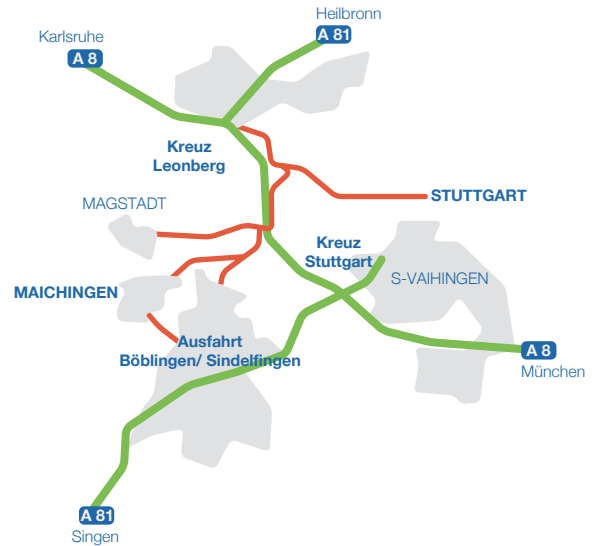 Heilbronn
A 81
Karlsruhe
A 8
Kreuz
Leonberg
STUTTGART
MAGSTADT
Kreuz
Stuttgart
S-VAIHINGEN
MAICHINGEN
Ausfahrt
Böblingen/ Sindelfingen
A 8
München
A 81
Singen